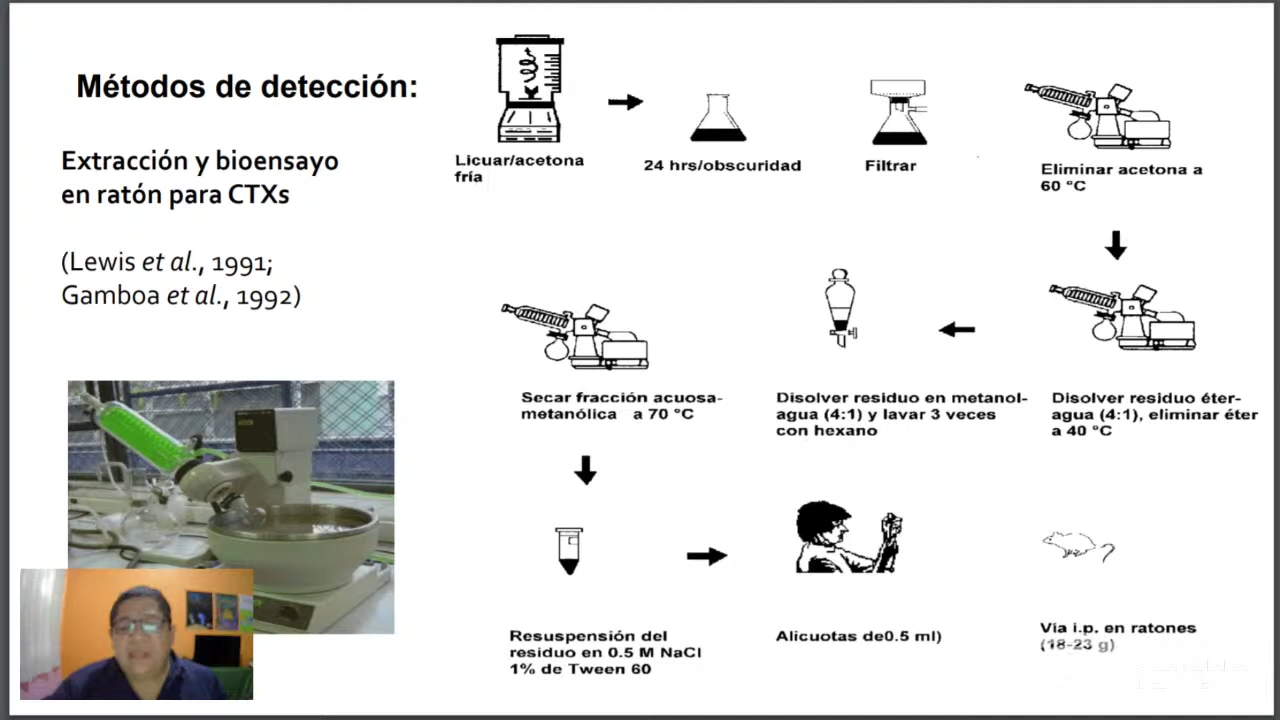 Métodos de detección:
Extracción y bioensayo
en ratón para CTXs
(Lewis et al., 1991;
Gamboa et al., 1992)
Licuar/acetona
fría
24 hrs/obscuridad
Filtrar
Eliminar acetona a
60 °C
Disolver residuo éter-
agua (4:1), eliminar éter
a 40 °C
Disolver residuo en metanol-
agua (4:1) y lavar 3 veces
con hexano
Secar fracción acuosa-
metanólica a 70 °C
Resuspensión del
residuo en 0.5 M NaCl
1% de Tween 60
Alicuotas de0.5 ml)
Vía i.p. en ratones
(18-23 g)